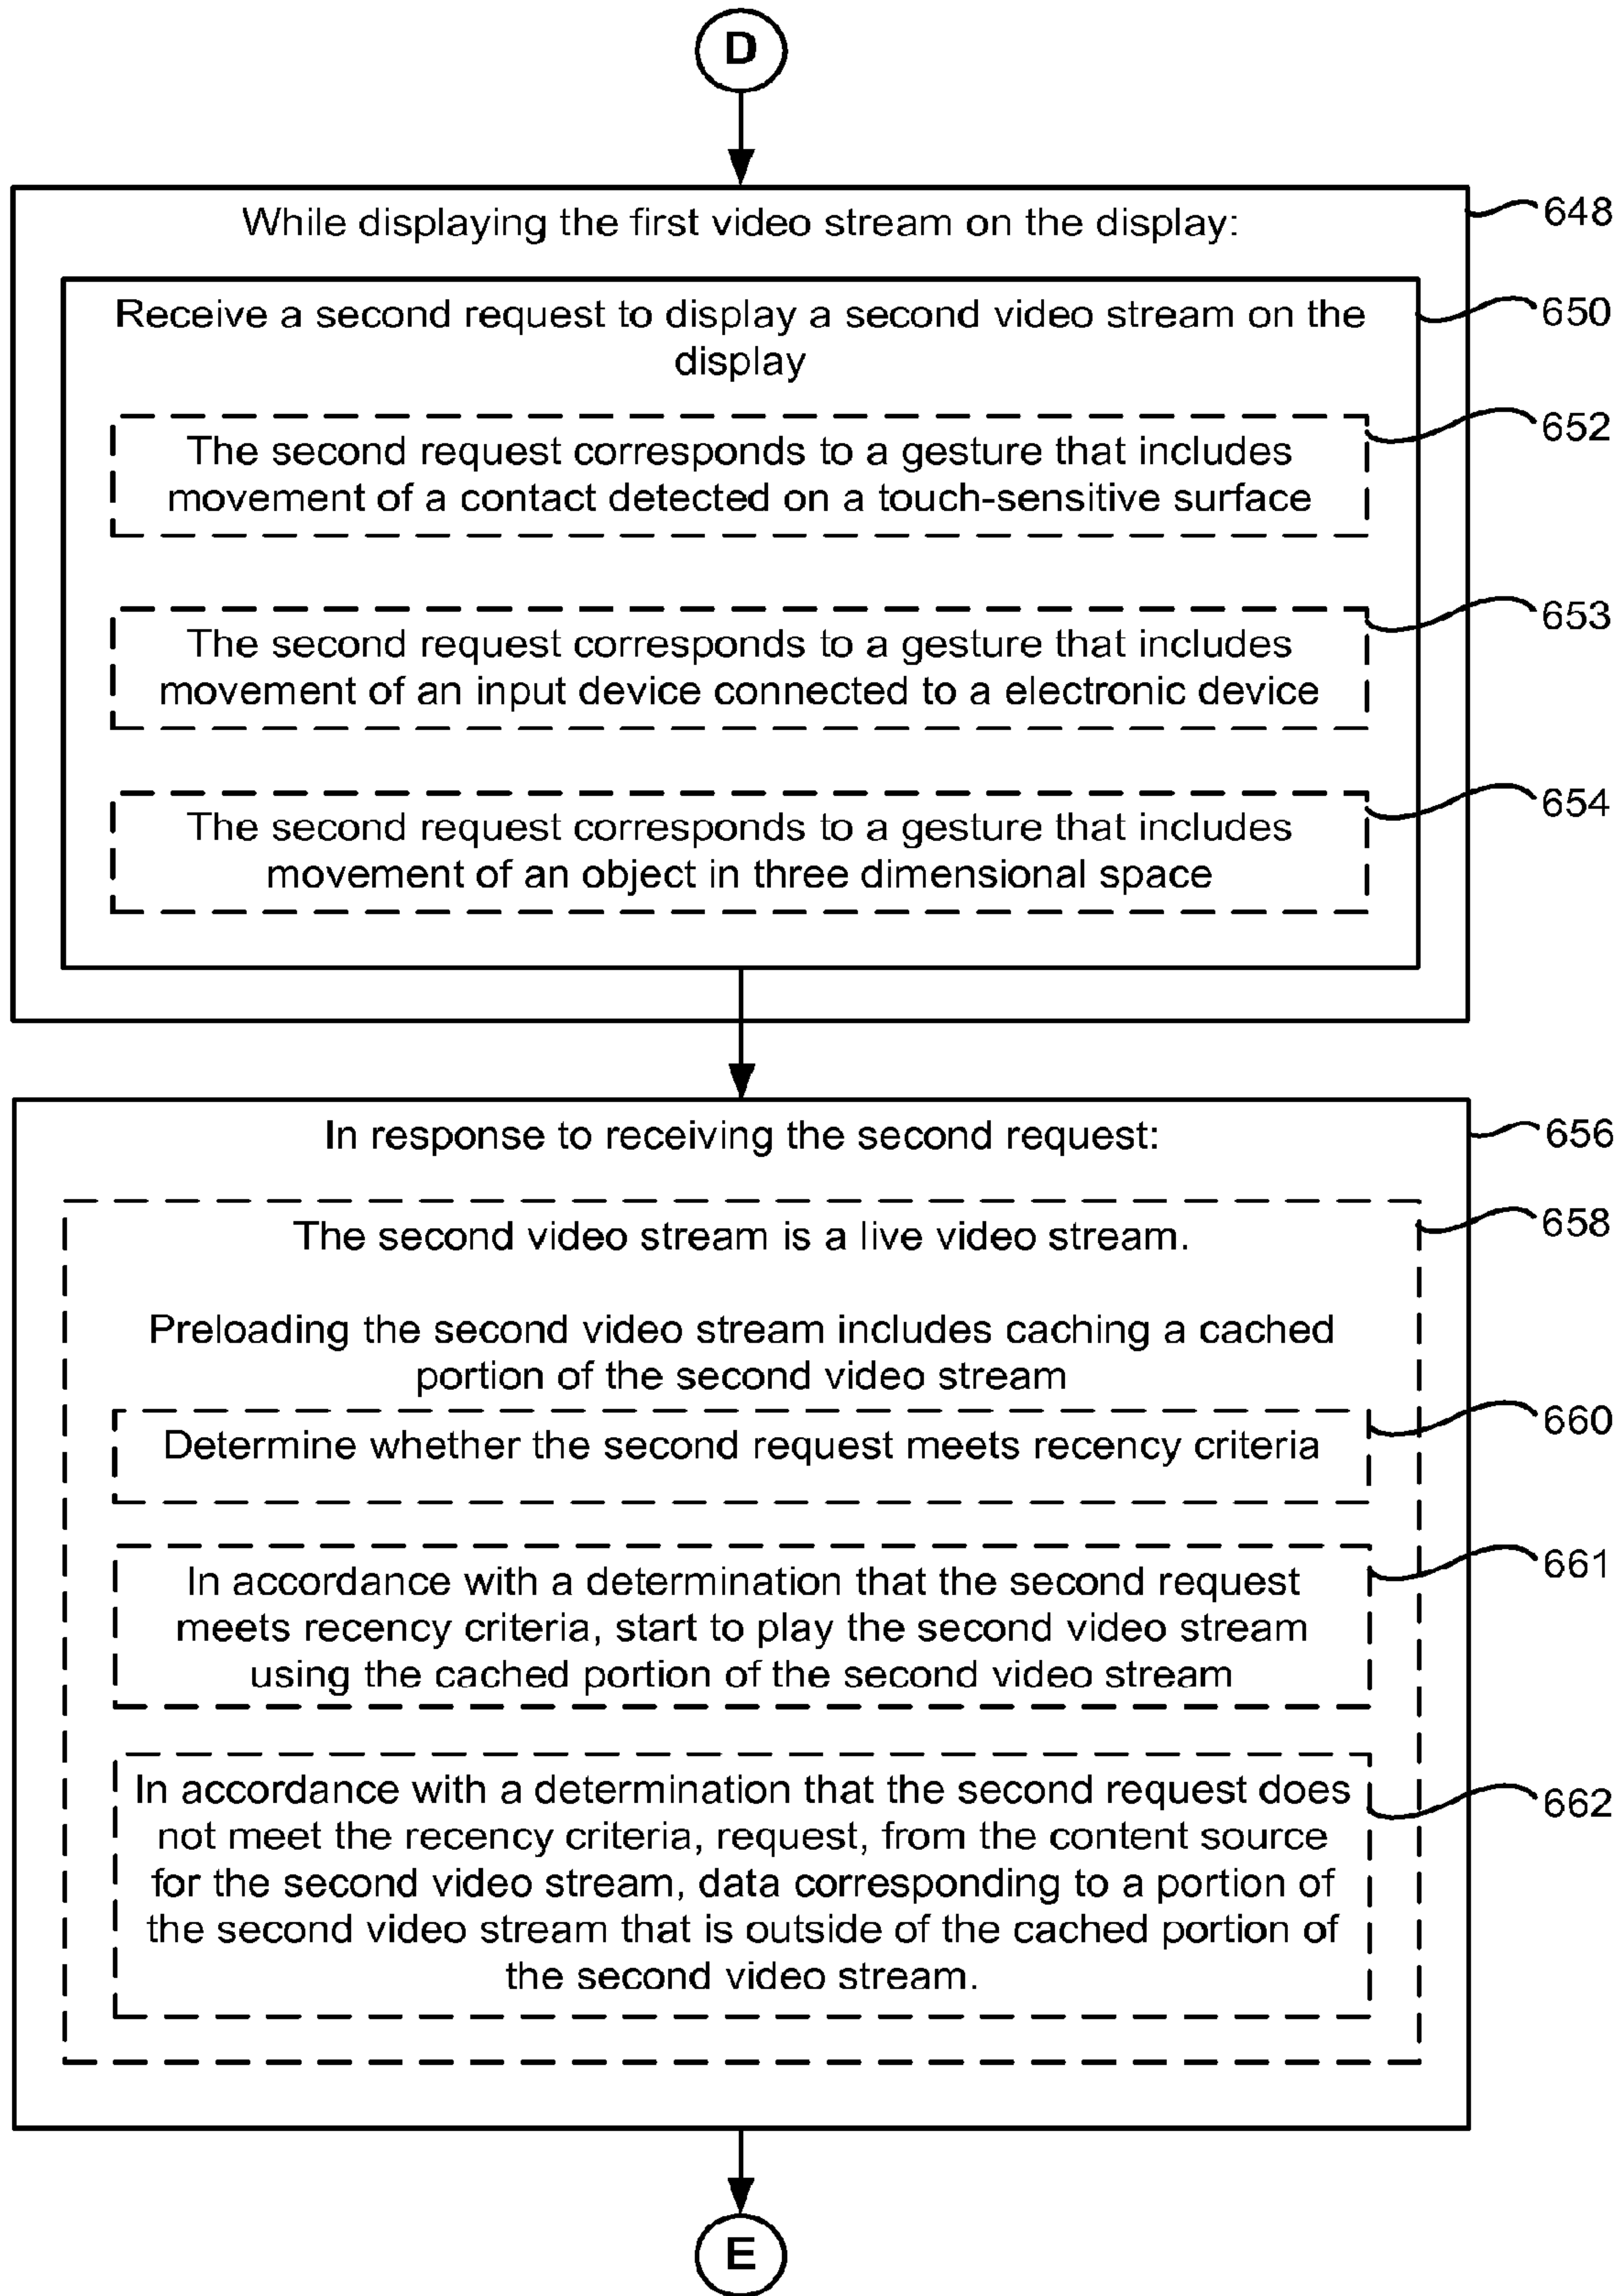 D
While displaying the first video stream on the display:
648
Receive a second request to display a second video stream on the
display
650
The second request corresponds to a gesture that includes
movement of a contact detected on a touch-sensitive surface
652
The second request corresponds to a gesture that includes
movement of an input device connected to a electronic device
653
The second request corresponds to a gesture that includes
movement of an object in three dimensional space
654
In response to receiving the second request:
656
The second video stream is a live video stream.
658
Preloading the second video stream includes caching a cached
portion of the second video stream
Determine whether the second request meets recency criteria
660
In accordance with a determination that the second request
meets recency criteria, start to play the second video stream
using the cached portion of the second video stream
661
In accordance with a determination that the second request does
not meet the recency criteria, request, from the content source
for the second video stream, data corresponding to a portion of
the second video stream that is outside of the cached portion of
the second video stream.
662
E